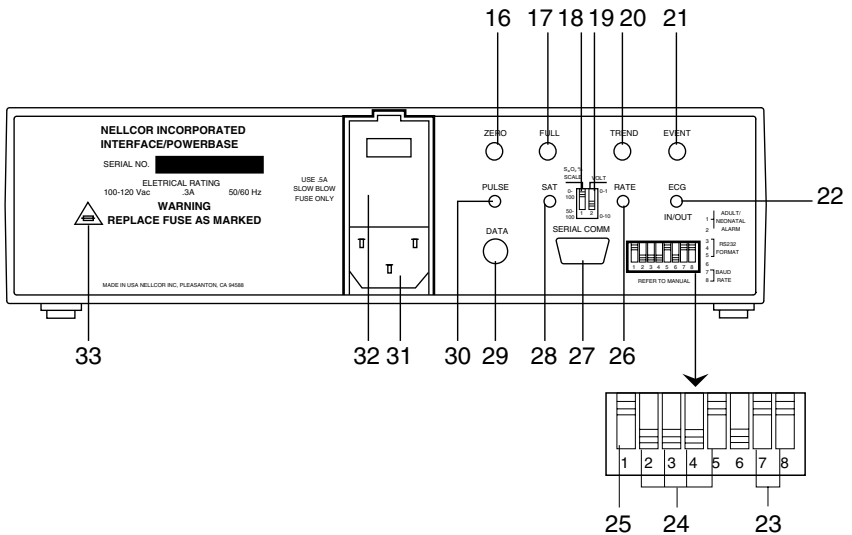 16 17 18 19 20 21
NELLCOR INCORPORATED
INTERFACE/POWERBASE
SERIAL NO.
ELETRICAL RATING
100-120 Vac .3A 50/60 Hz
WARNING
REPLACE FUSE AS MARKED
MADE IN USA NELLCOR INC, PLEASANTON, CA 94588
USE .5A
SLOW BLOW
FUSE ONLY
ZERO FULL TREND EVENT
SaO2 %
SCALE VOLT
0-
100
0-1
50-
100
0-10
1 2
PULSE SAT RATE ECG
IN/OUT
DATA SERIAL COMM
1 2 3 4 5 6 7 8
REFER TO MANUAL
1
2
ADULT/
NEONATAL
ALARM
3
4
5
RS232
FORMAT
6
7
8
BAUD
RATE
22
33 32 31 30 29 28 27 26
1 2 3 4 5 6 7 8
25 24 23